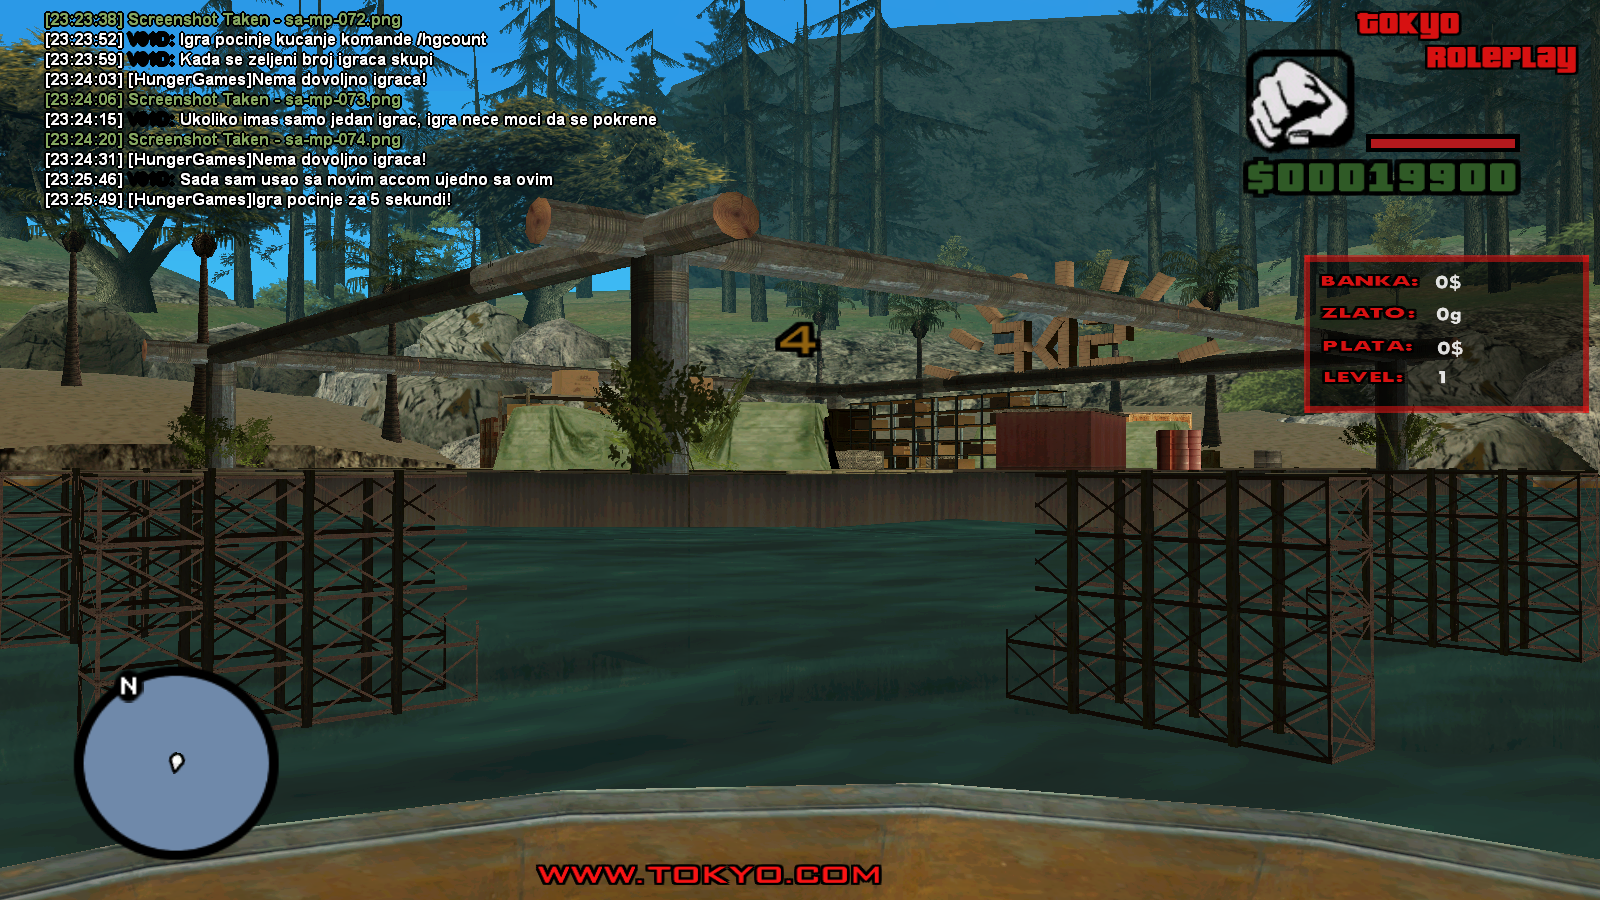 [23:23:38] Screenshot Taken - sa-mp-072.png
[23:23:52] VOID: Igra pocinje kucanje komande /hgcount
[23:23:59] VOID: Kada se zeljeni broj igraca skupi
[23:24:03] [HungerGames]Nema dovoljno igraca!
[23:24:06] Screenshot Taken - sa-mp-073.png
[23:24:15] VOID: Ukoliko imas samo jedan igrac, igra nece moci da se pokrene
[23:24:20] Screenshot Taken - sa-mp-074.png
[23:24:31] [HungerGames]Nema dovoljno igraca!
[23:25:46] VOID: Sada sam usao sa novim accom ujedno sa ovim
[23:25:49] [HungerGames]Igra pocinje za 5 sekundi!
TOKYO
ROLEPLAY
$00019900
BANKA: 0$
ZLATO: 0g
PLATA: 0$
LEVEL: 1
4
N
WWW.TOKYO.COM